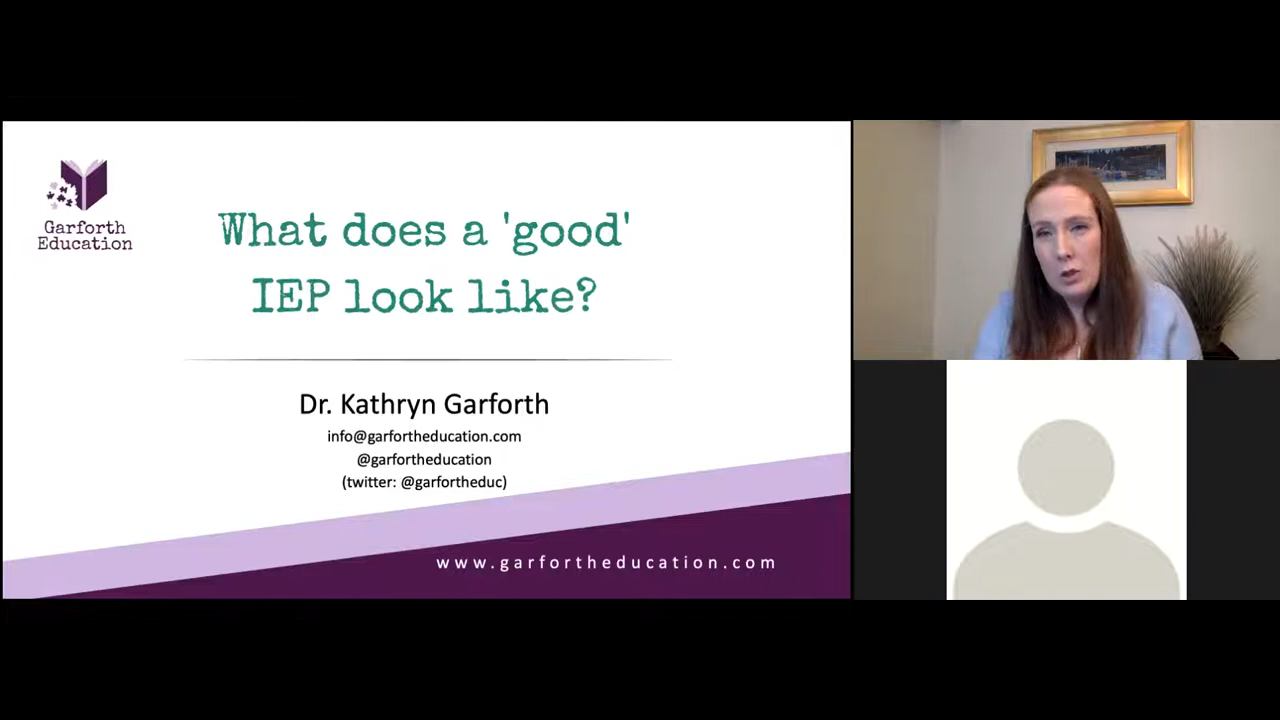 Garforth
Education
What does a 'good'
IEP look like?
Dr. Kathryn Garforth
info@garfortheducation.com
@garfortheducation
(twitter: @garfortheduc)
www.garfortheducation.com